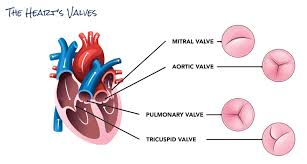 THE HEART'S VALVES
MITRAL VALVE
AORTIC VALVE
PULMONARY VALVE
TRICUSPID VALVE